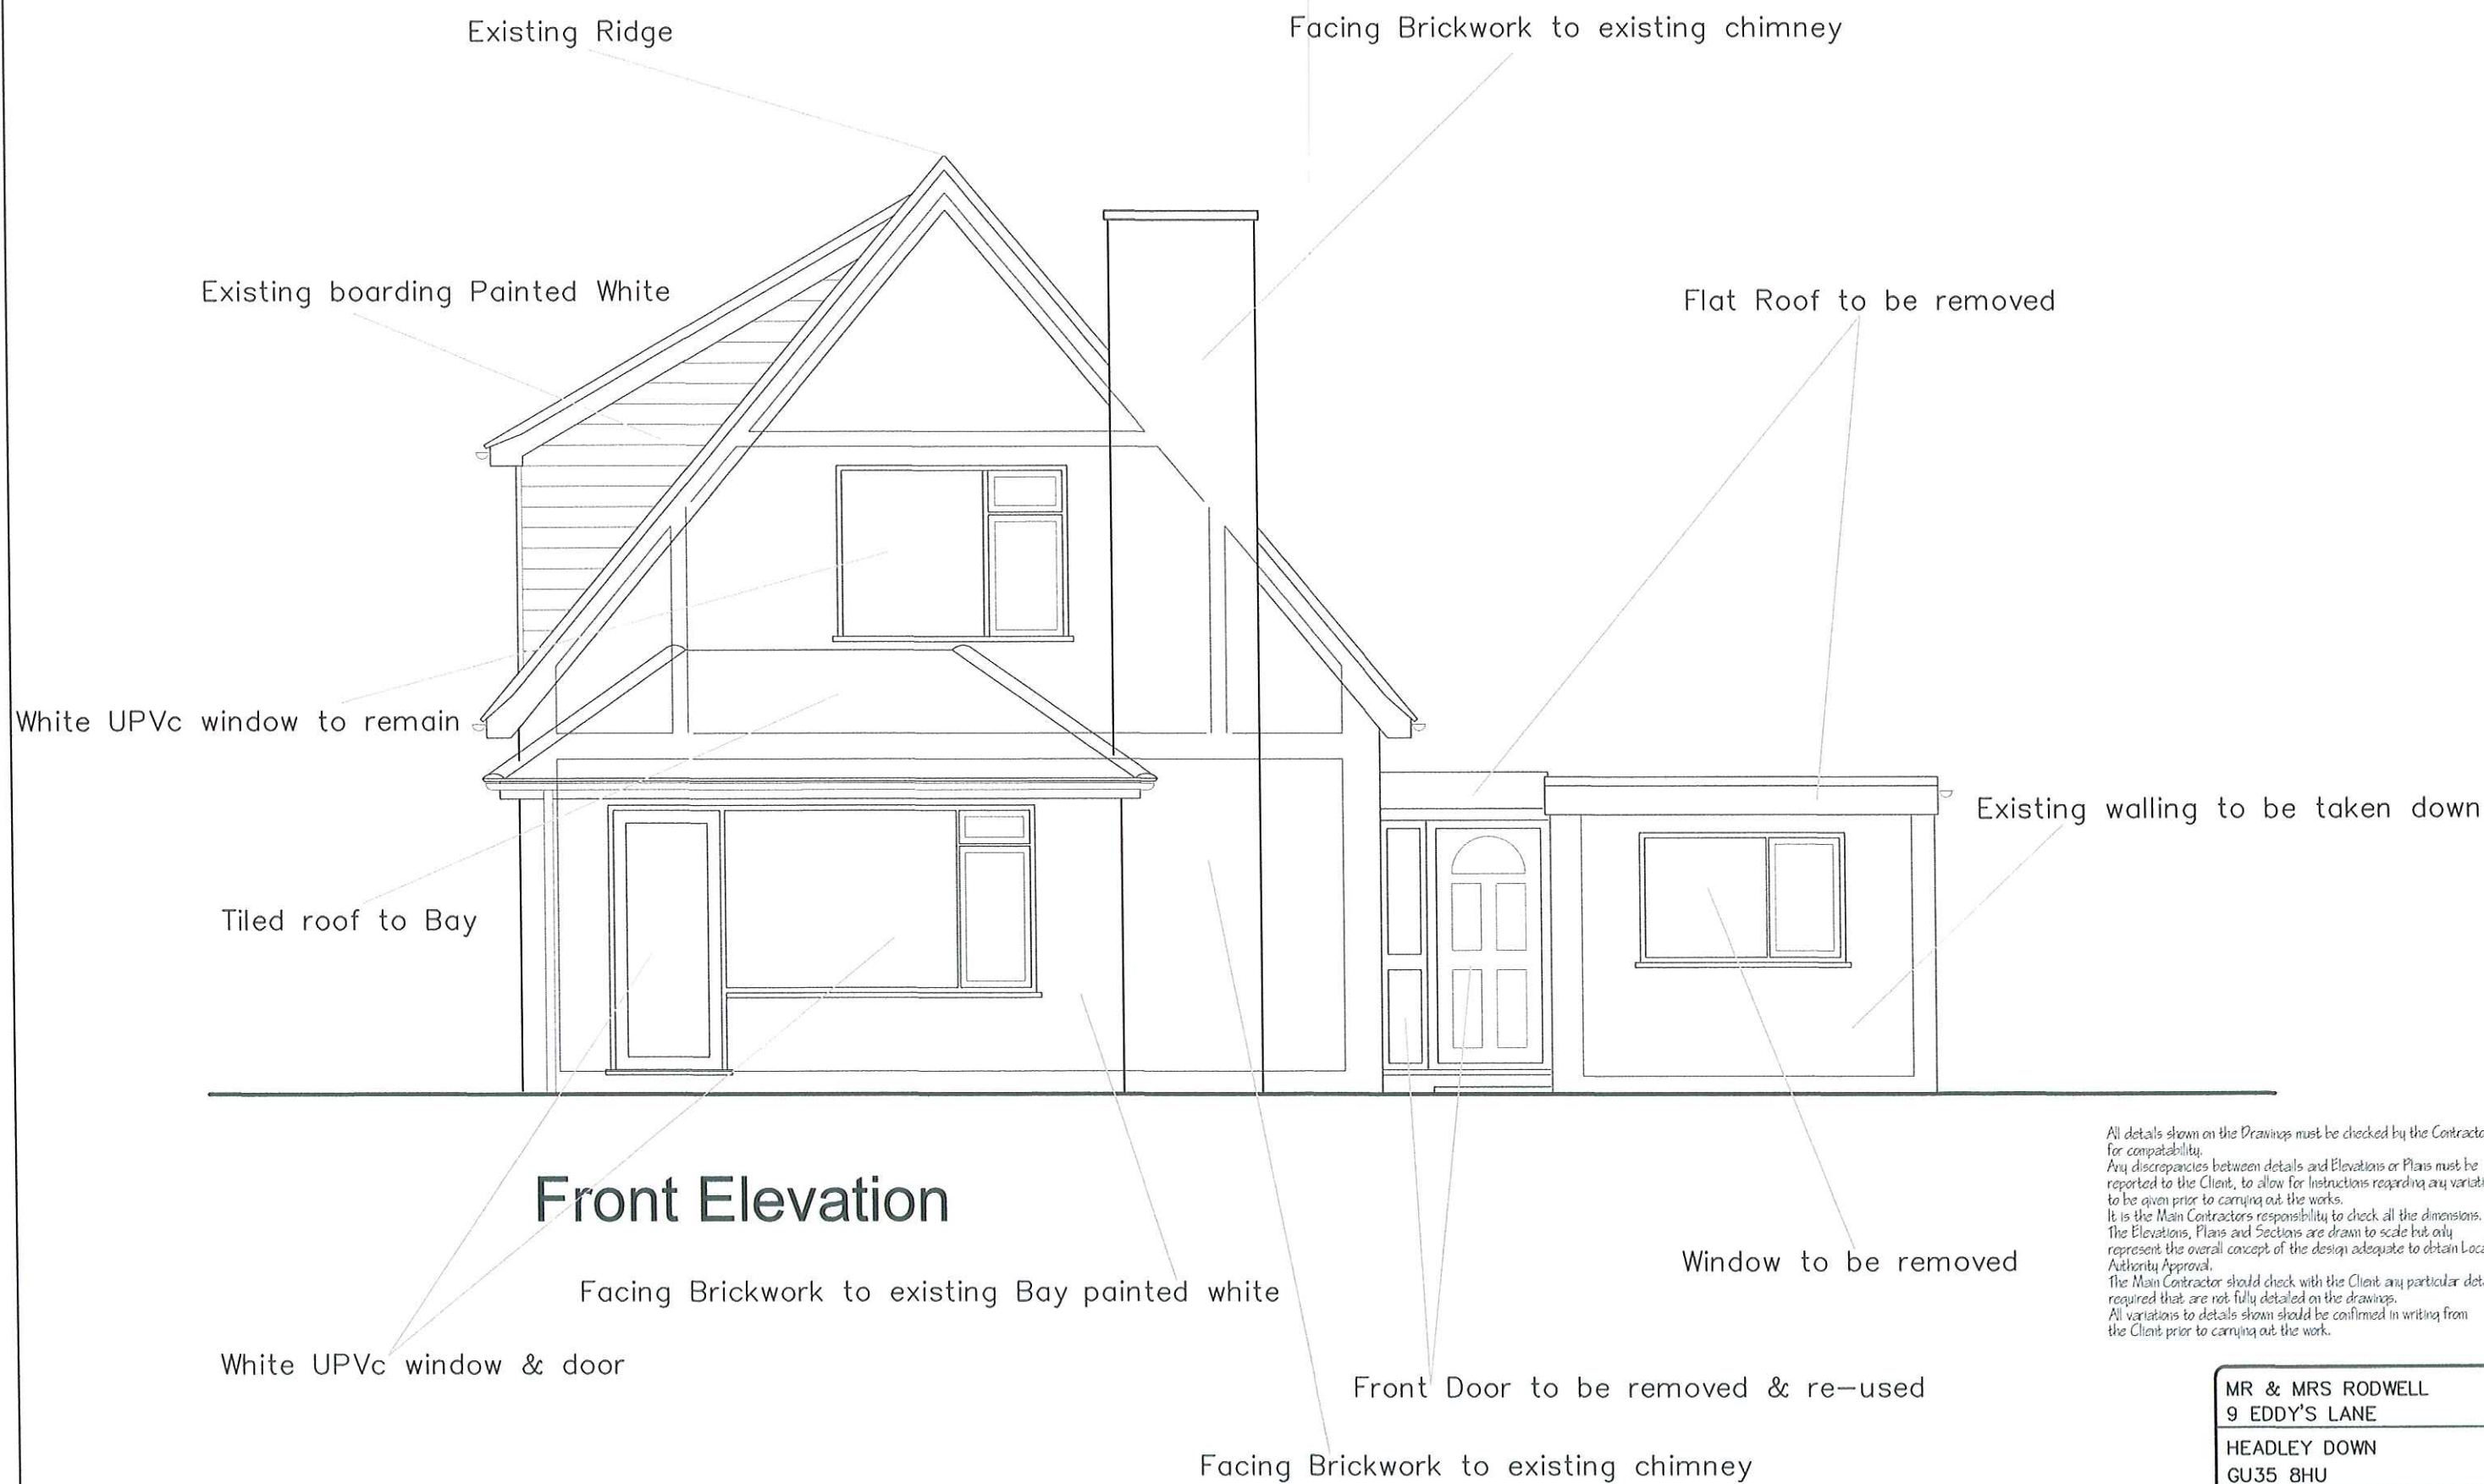 Existing Ridge
Facing Brickwork to existing chimney
Existing boarding Painted White
Flat Roof to be removed
White UPVc window to remain
Existing walling to be taken down
Tiled roof to Bay
Front Elevation
Facing Brickwork to existing Bay painted white
Window to be removed
White UPVc window & door
Front Door to be removed & re-used
Facing Brickwork to existing chimney
All details shown on the Drawings must be checked by the Contracto
for compatability.
Any discrepancies between details and Elevations or Plans must be
reported to the Client, to allow for Instructions regarding any variati
to be given prior to carrying out the works.
It is the Main Contractors responsibility to check all the dimensions.
The Elevations, Plans and Sections are drawn to scale but only
represent the overall concept of the design adequate to obtain Loca
Authority Approval.
The Main Contractor should check with the Client any particular det
required that are not fully detailed on the drawings.
All variations to details shown should be confirmed in writing from
the Client prior to carrying out the work.
MR & MRS RODWELL
9 EDDY'S LANE
HEADLEY DOWN
GU35 8HU